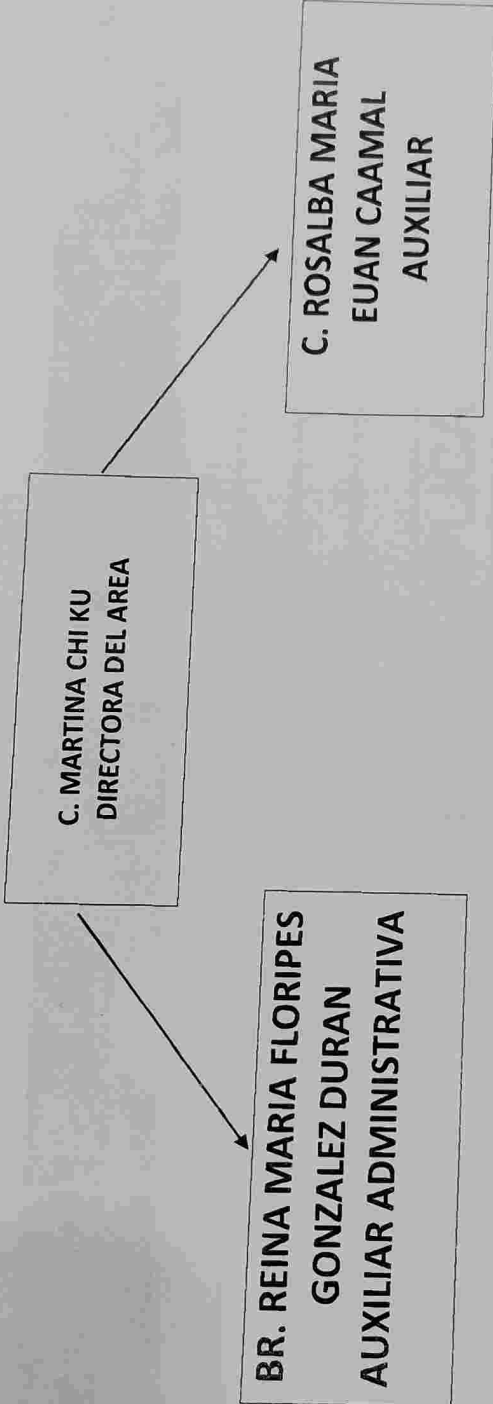 C. MARTINA CHI KU
DIRECTORA DEL AREA
BR. REINA MARIA FLORIPES
GONZALEZ DURAN
AUXILIAR ADMINISTRATIVA
C. ROSALBA MARIA
EUAN CAAMAL
AUXILIAR